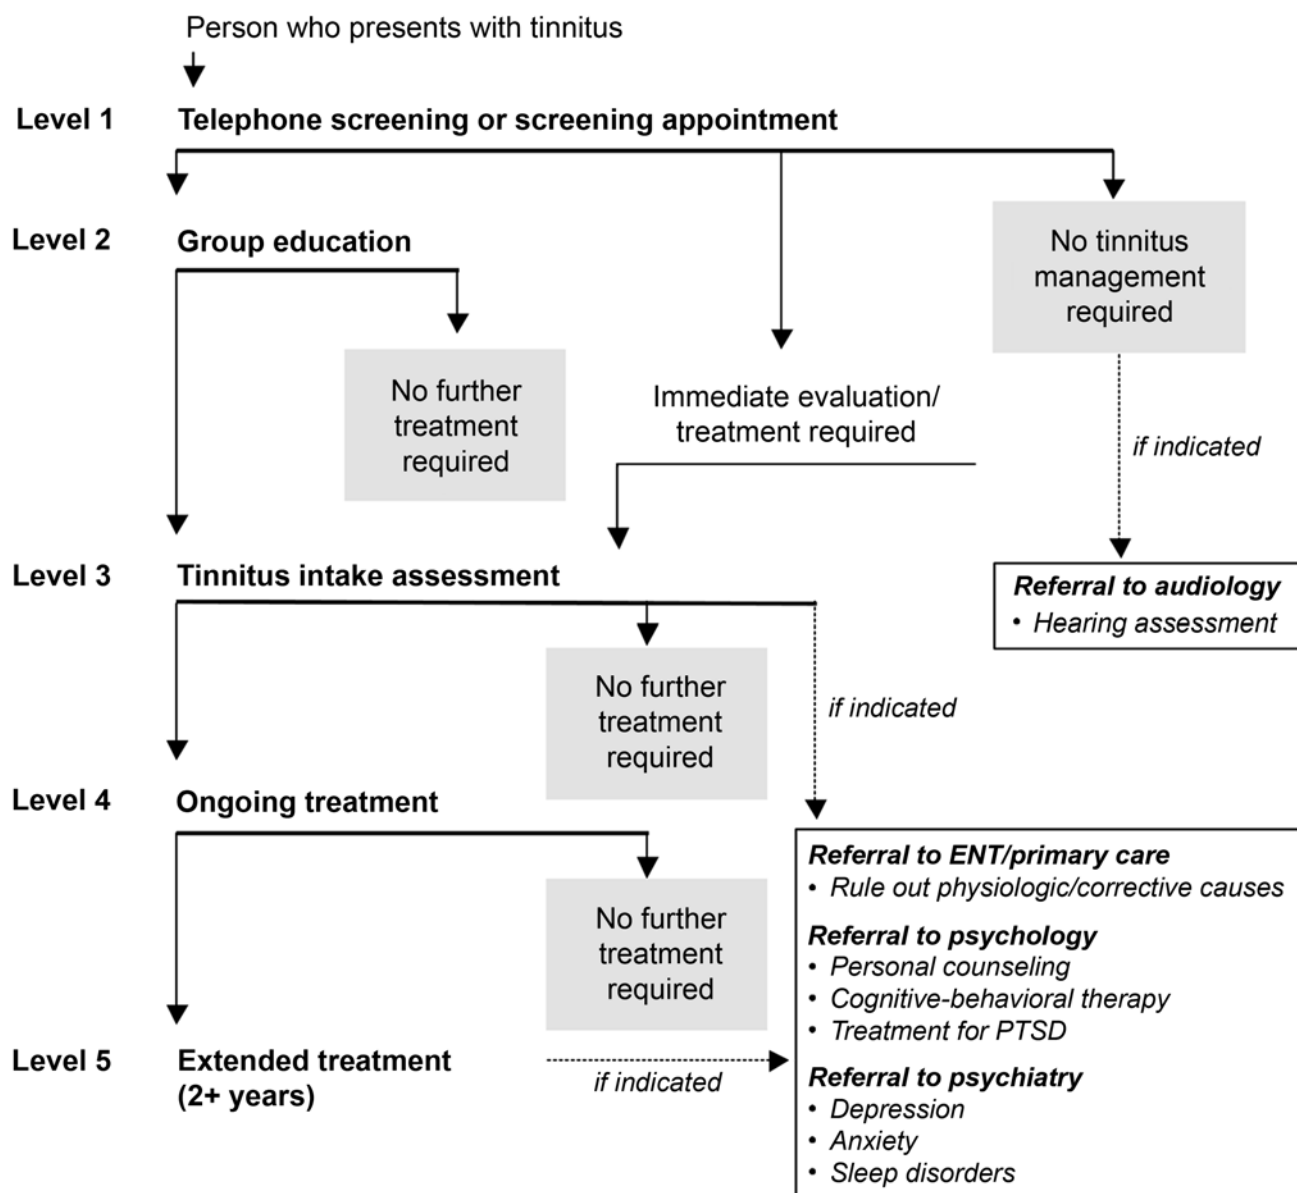 Person who presents with tinnitus
Level 1 Telephone screening or screening appointment
Level 2 Group education
No tinnitus
management
required
No further
treatment
required
Immediate evaluation/
treatment required
if indicated
Level 3 Tinnitus intake assessment
Referral to audiology
• Hearing assessment
No further
treatment
required
if indicated
Level 4 Ongoing treatment
No further
treatment
required
Referral to ENT/primary care
• Rule out physiologic/corrective causes
Referral to psychology
• Personal counseling
• Cognitive-behavioral therapy
• Treatment for PTSD
Level 5 Extended treatment
(2+ years)
if indicated
Referral to psychiatry
• Depression
• Anxiety
• Sleep disorders